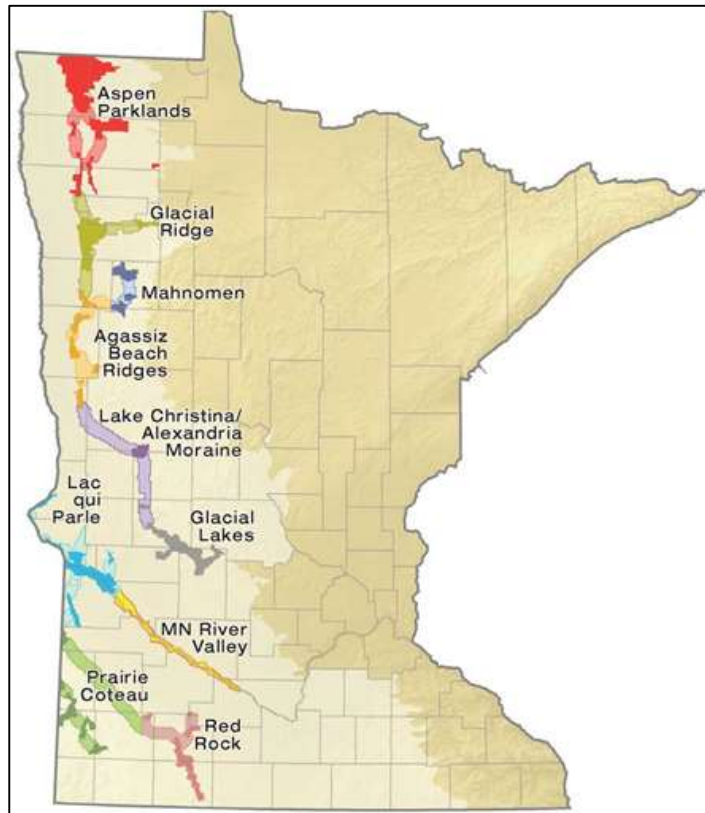 Aspen
Parklands
Glacial
Ridge
Mahnomen
Agassiz
Beach
Ridges
Lake Christina/
Alexandria
Moraine
Lac
qui
Parle
Glacial
Lakes
MN River
Valley
Prairie
Coteau
Red
Rock